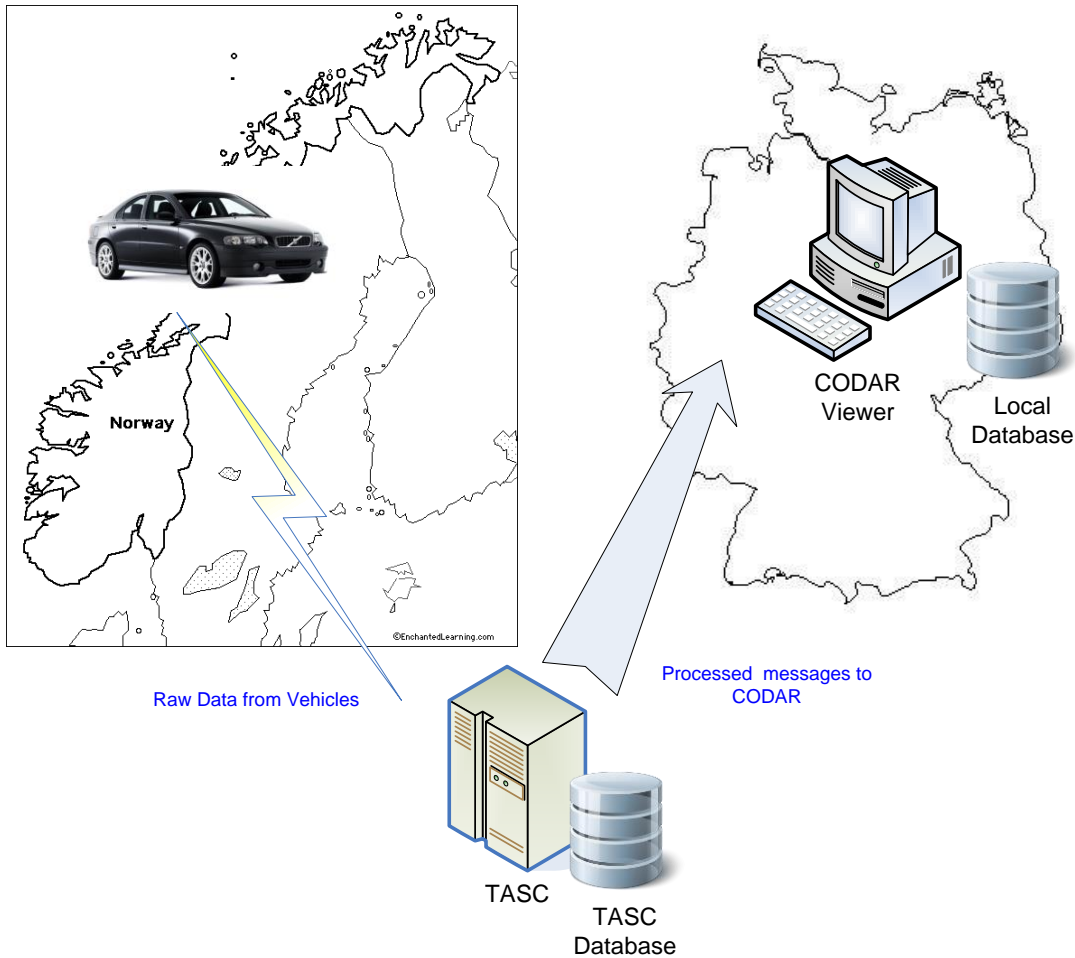 Norway
©EnchantedLearning.com
CODAR
Viewer
Local
Database
Raw Data from Vehicles
Processed messages to
CODAR
TASC
TASC
Database